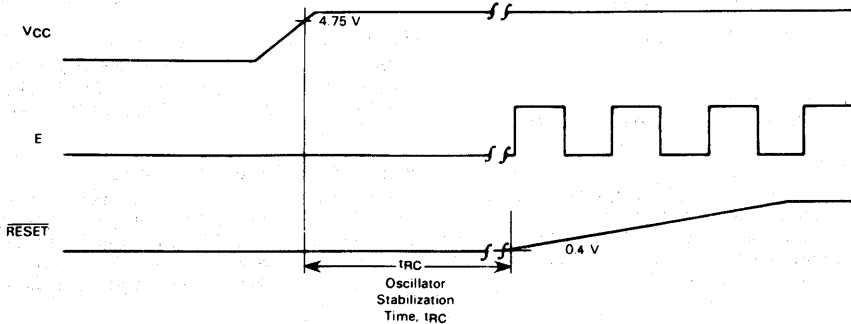 VCC
4.75 V
E
RESET
0.4 V
tRC
Oscillator
Stabilization
Time, tRC